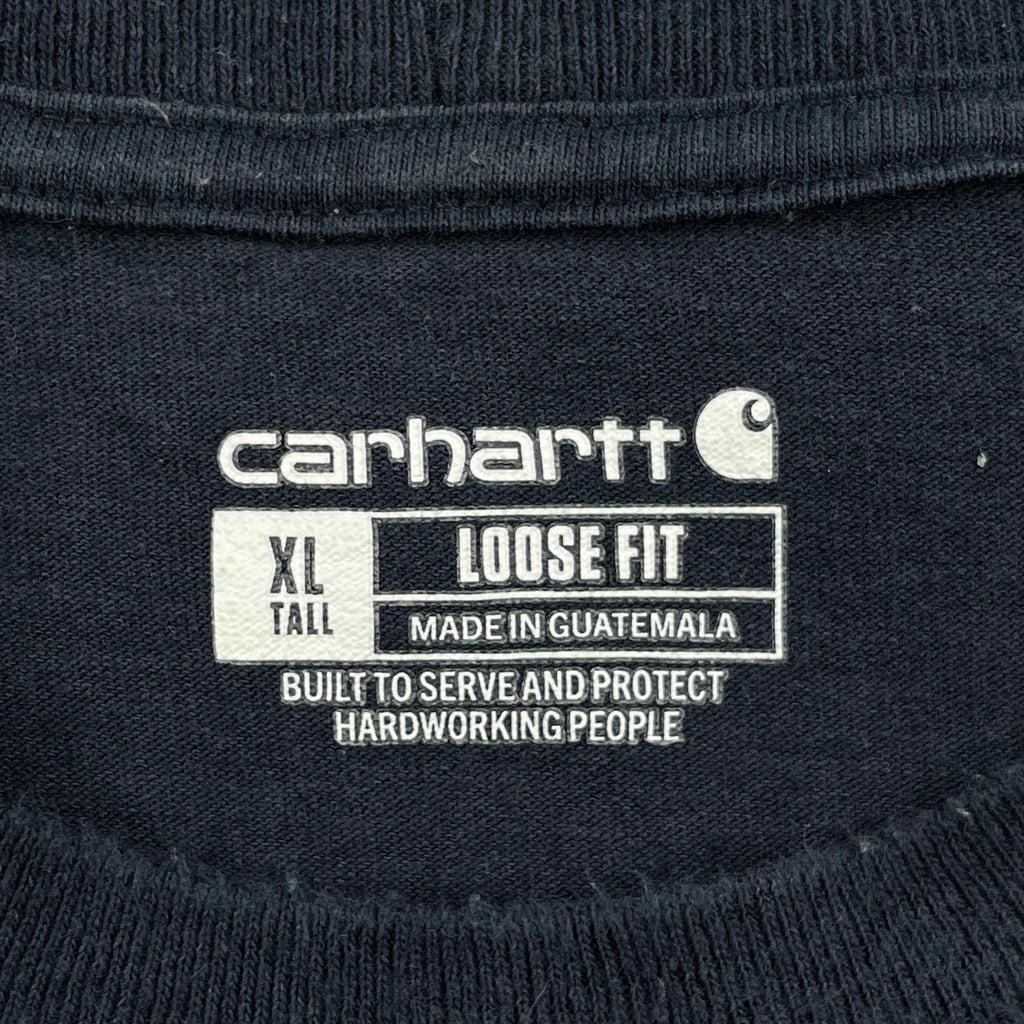 carhartt
XL
TALL
LOOSE FIT
MADE IN GUATEMALA
BUILT TO SERVE AND PROTECT
HARDWORKING PEOPLE